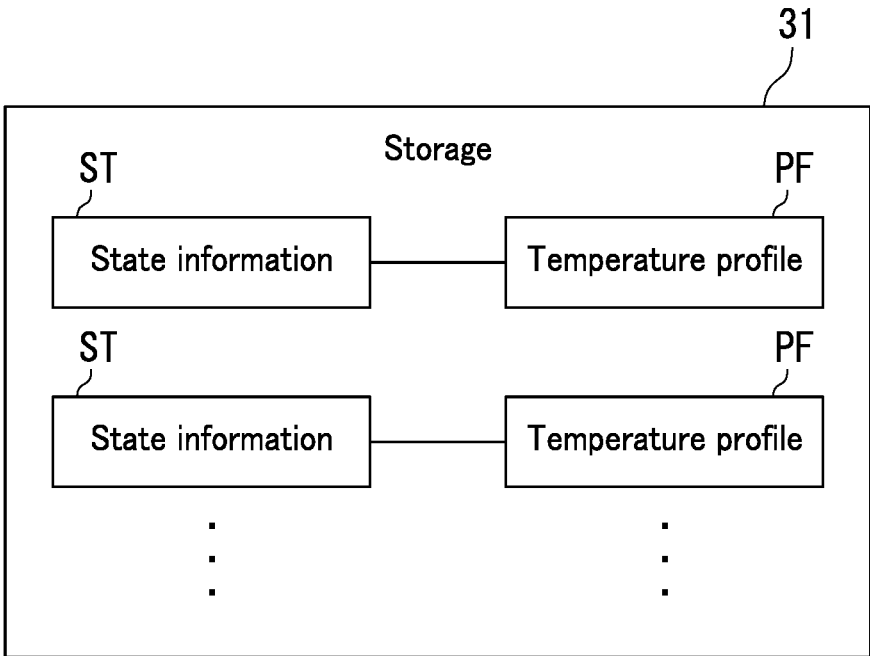 31
Storage
ST PF
State information Temperature profile
ST PF
State information Temperature profile